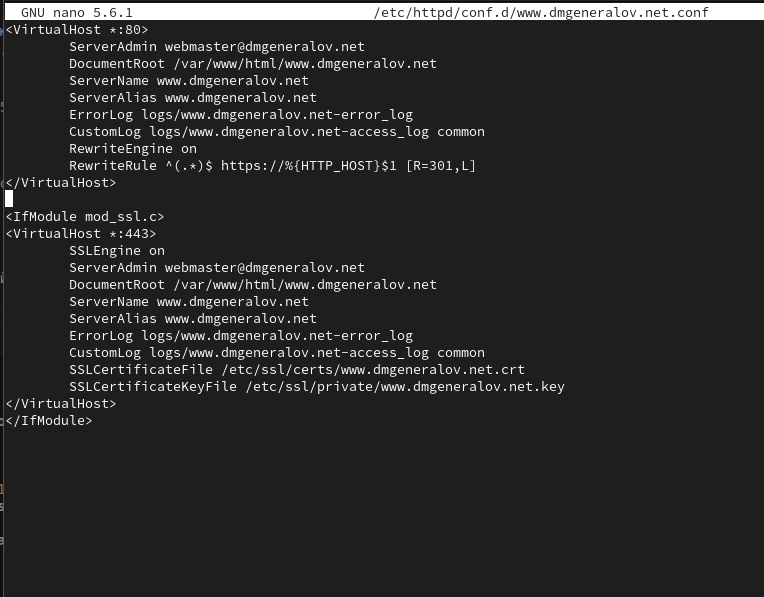 GNU nano 5.6.1 /etc/httpd/conf.d/www.dmgeneralov.net.conf
<VirtualHost *:80>
ServerAdmin webmaster@dmgeneralov.net
DocumentRoot /var/www/html/www.dmgeneralov.net
ServerName www.dmgeneralov.net
ServerAlias www.dmgeneralov.net
ErrorLog logs/www.dmgeneralov.net-error_log
CustomLog logs/www.dmgeneralov.net-access_log common
RewriteEngine on
RewriteRule ^(.*)$ https://%{HTTP_HOST}$1 [R=301,L]
</VirtualHost>
<IfModule mod_ssl.c>
<VirtualHost *:443>
SSLEngine on
ServerAdmin webmaster@dmgeneralov.net
DocumentRoot /var/www/html/www.dmgeneralov.net
ServerName www.dmgeneralov.net
ServerAlias www.dmgeneralov.net
ErrorLog logs/www.dmgeneralov.net-error_log
CustomLog logs/www.dmgeneralov.net-access_log common
SSLCertificateFile /etc/ssl/certs/www.dmgeneralov.net.crt
SSLCertificateKeyFile /etc/ssl/private/www.dmgeneralov.net.key
</VirtualHost>
</IfModule>